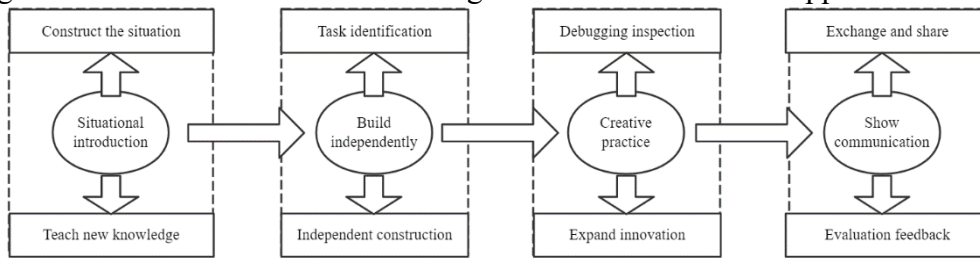 Construct the situation
Task identification
Debugging inspection
Exchange and share
Situational
introduction
Build
independently
Creative
practice
Show
communication
Teach new knowledge
Independent construction
Expand innovation
Evaluation feedback